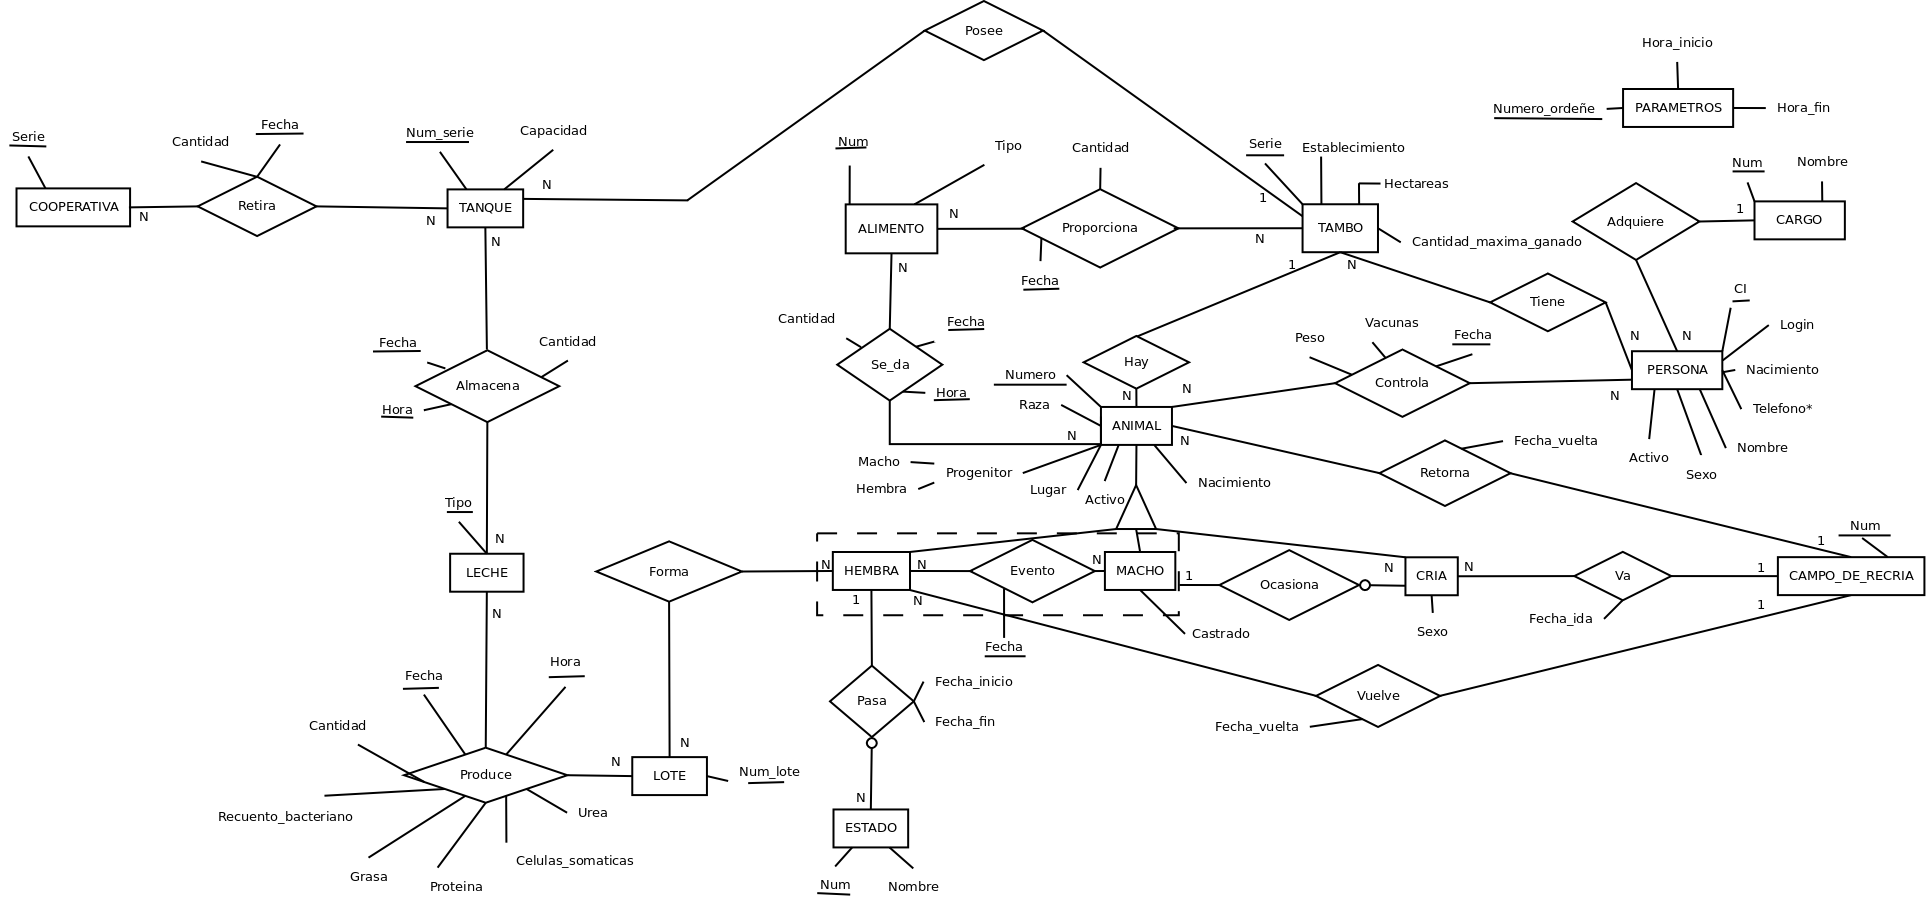 Posee
Hora_inicio
Numero_ordeñe
PARAMETROS
Hora_fin
Serie
Cantidad
Fecha
Num_serie
Capacidad
COOPERATIVA
N
Retira
N
TANQUE
N
N
Num
Tipo
Cantidad
ALIMENTO
N
Proporciona
N
Fecha
N
Serie
Establecimiento
Hectareas
1
TAMBO
Cantidad_maxima_ganado
1
N
Num
Nombre
Adquiere
1
CARGO
Tiene
CI
Login
N
N
PERSONA
Nacimiento
Telefono*
N
Activo
Sexo
Nombre
Cantidad
Fecha
Se_da
Hora
Hay
Peso
Vacunas
Fecha
Controla
Numero
Raza
N
N
ANIMAL
N
N
Macho
Hembra
Progenitor
Lugar
Activo
Nacimiento
Retorna
Fecha_vuelta
Fecha
Cantidad
Almacena
Hora
Tipo
N
LECHE
N
Forma
N
HEMBRA
N
Evento
N
MACHO
1
Ocasiona
N
CRIA
N
Va
1
1
Num
CAMPO_DE_RECRIA
1
1
N
Fecha
Castrado
Sexo
Fecha_ida
Pasa
Fecha_inicio
Fecha_fin
Vuelve
Fecha_vuelta
Fecha
Hora
Cantidad
Produce
N
N
LOTE
Num_lote
Recuento_bacteriano
Urea
Grasa
Proteina
Celulas_somaticas
N
ESTADO
Num
Nombre